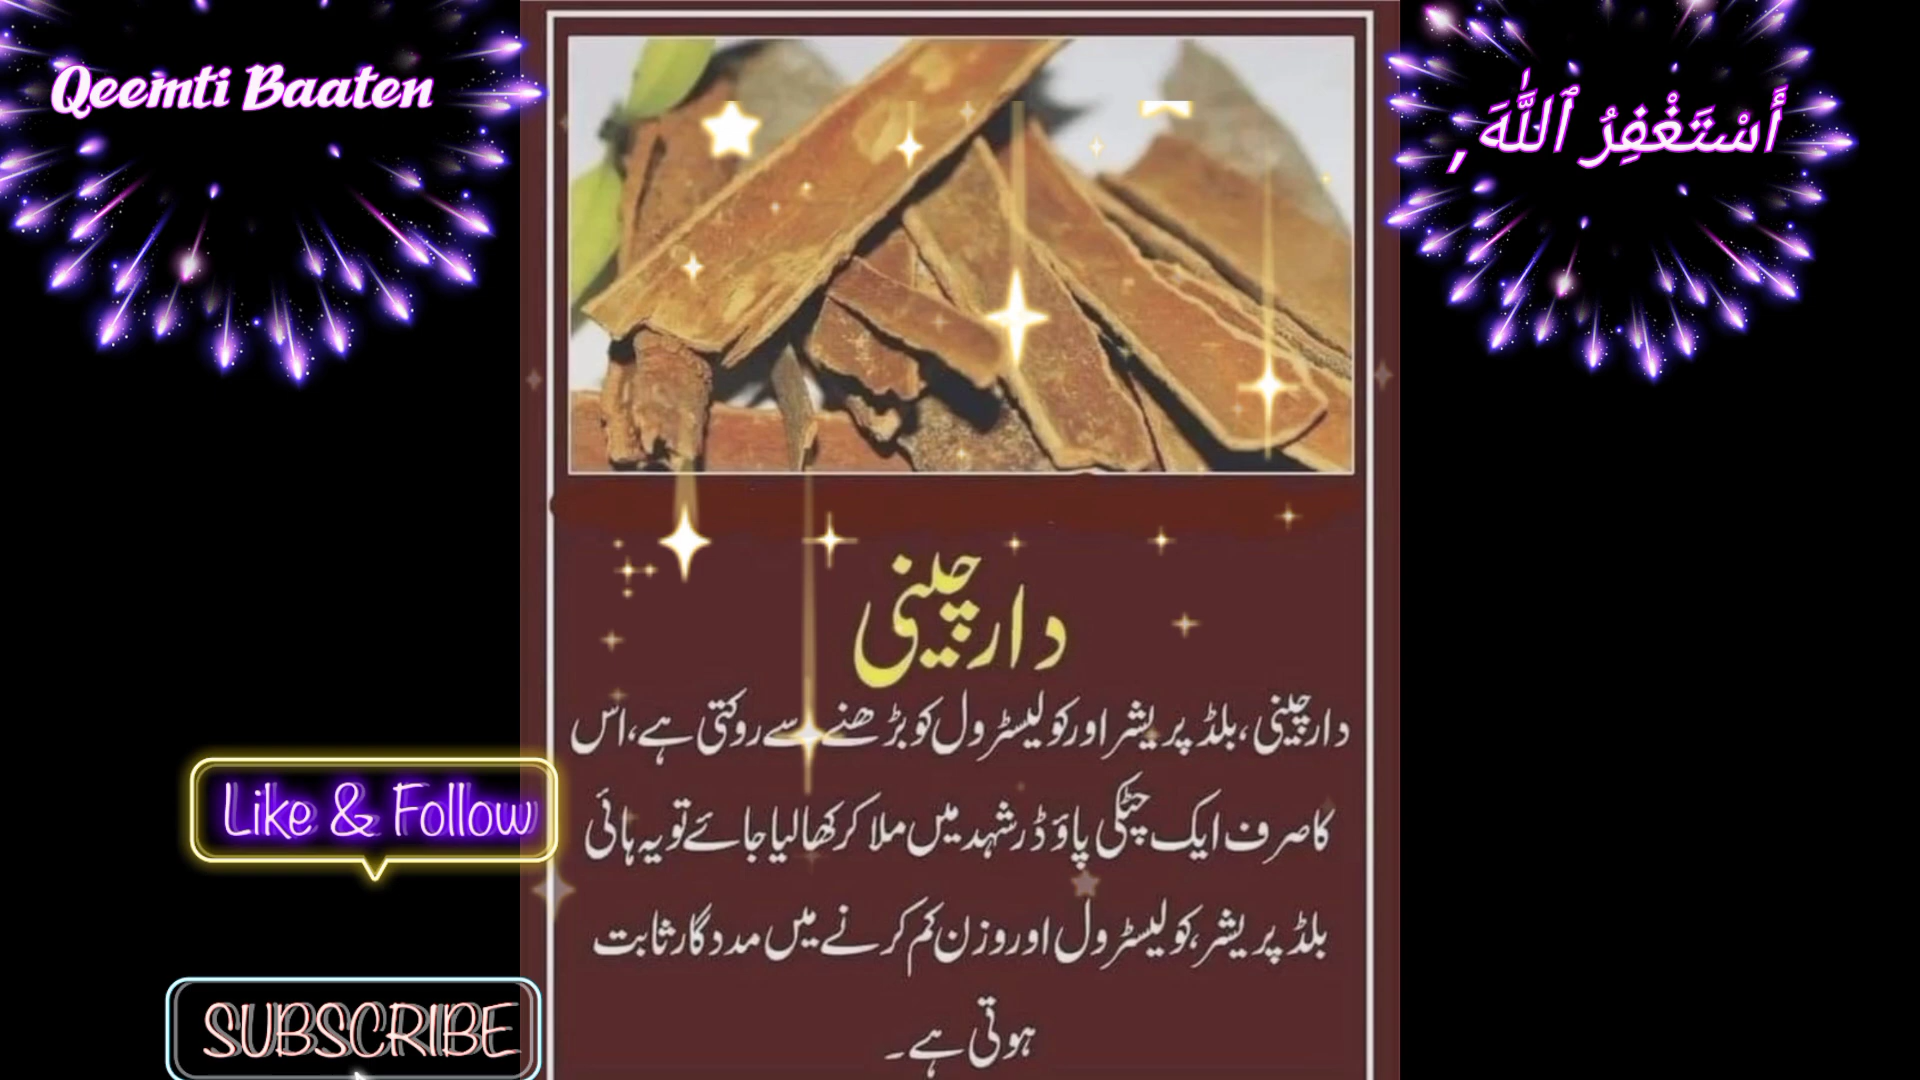 Qeemti Baaten
أَسْتَغْفِرُ ٱللَّٰهَ,
دار چینی
دار چینی، بلڈ پریشر اور کولیسٹرول کو بڑھنے سے روکتی ہے، اس
کا صرف ایک چٹکی پاؤڈر شہد میں ملا کر کھا لیا جائے تو یہ ہائی
بلڈ پریشر، کولیسٹرول اور وزن کم کرنے میں مددگار ثابت
ہوتی ہے۔
Like & Follow
SUBSCRIBE